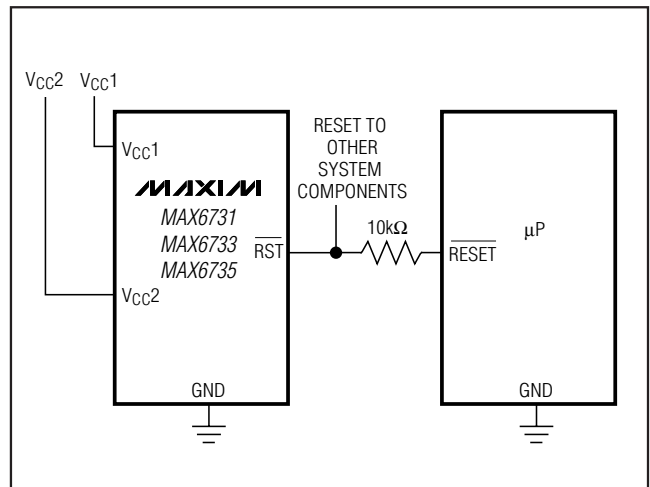 VCC2 VCC1
VCC1
MAXIM
MAX6731
MAX6733
MAX6735
RST
VCC2
GND
RESET TO
OTHER
SYSTEM
COMPONENTS
10kΩ
RESET
µP
GND